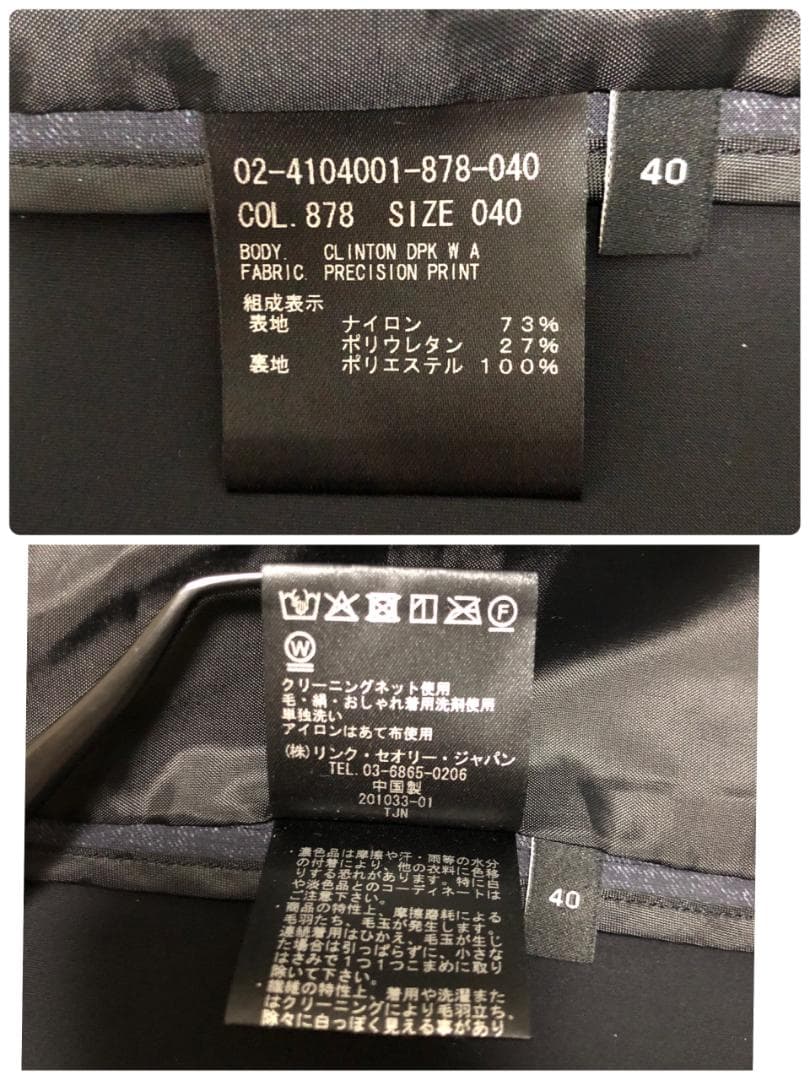 02-4104001-878-040
COL. 878 SIZE 040
BODY. CLINTON DPK W A
FABRIC. PRECISION PRINT
組成表示
表地 ナイロン 73%
ポリウレタン 27%
裏地 ポリエステル 100%
40
F
W
クリーニングネット使用
毛・絹・おしゃれ着用洗剤使用
単独洗い
アイロンはあて布使用
(株)リンク・セオリー・ジャパン
TEL. 03-6865-0206
中国製
201033-01
TJN
・濃色品は摩擦や汗・雨等の水分
の付着により、他の衣料に色移
りする恐れがあります。特に白
や淡色品とのコーディネートは
ご注意下さい。
・商品の特性上、摩擦磨耗による
毛羽たち、毛玉が発生します。
連続着用はひかえ、毛玉が生じ
た場合は引っぱらずに、小さな
はさみで1つ1つこまめに取り
除いて下さい。
・繊維の特性上、着用や洗濯また
はクリーニングにより毛羽立ち、
除々に白っぽく見える事があり
40